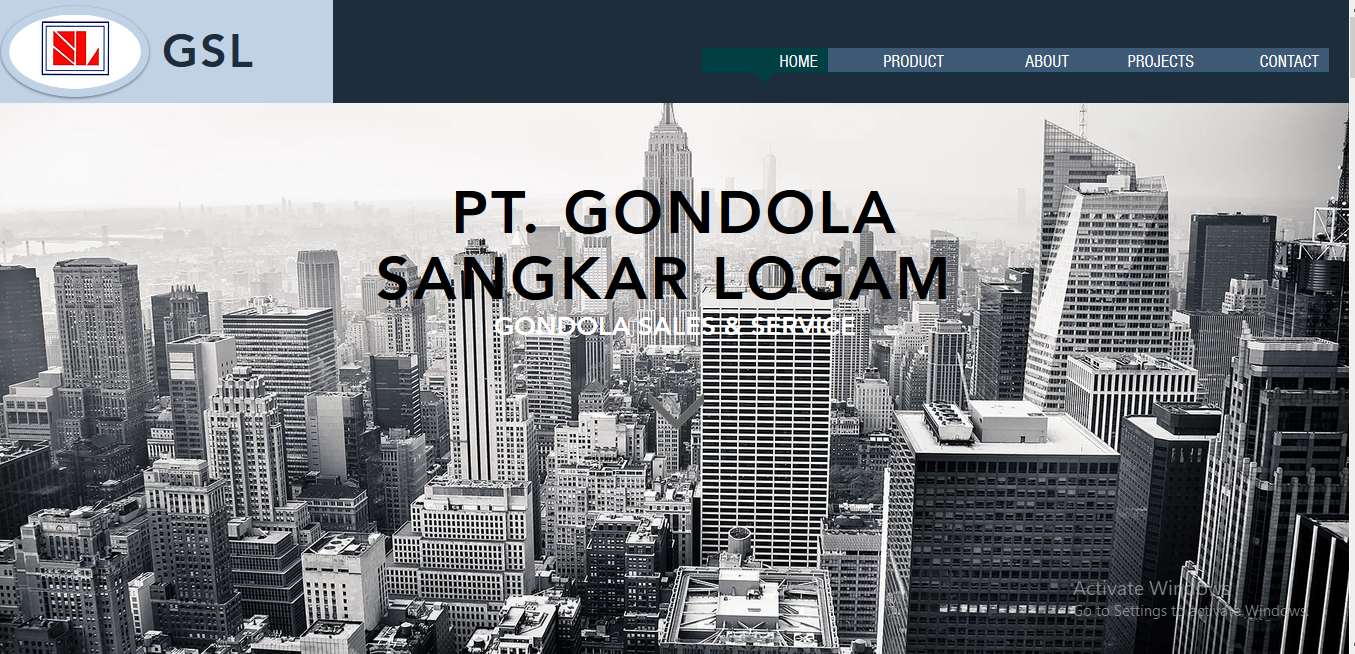 SL
GSL
HOME PRODUCT ABOUT PROJECTS CONTACT
PT. GONDOLA
SANGKAR LOGAM
GONDOLA SALES & SERVICE
Activate Windows
Go to Settings to activate Windows.